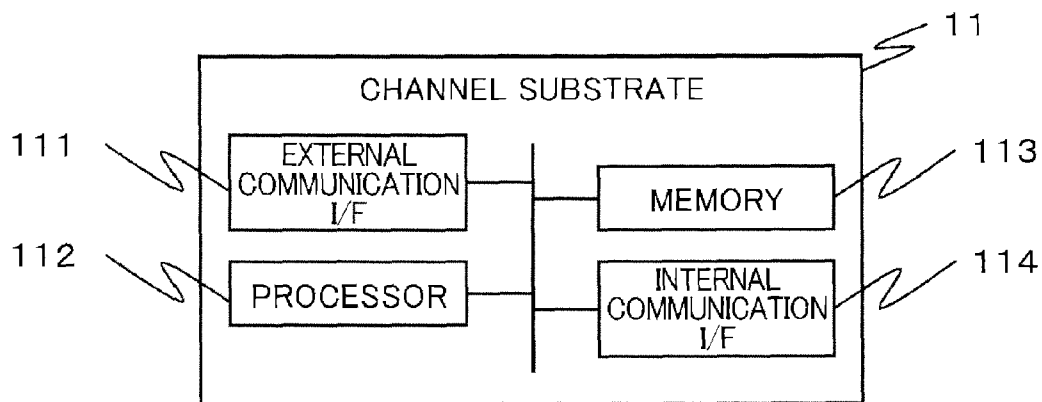 11
CHANNEL SUBSTRATE
111
EXTERNAL
COMMUNICATION
I/F
113
MEMORY
112
PROCESSOR
114
INTERNAL
COMMUNICATION
I/F